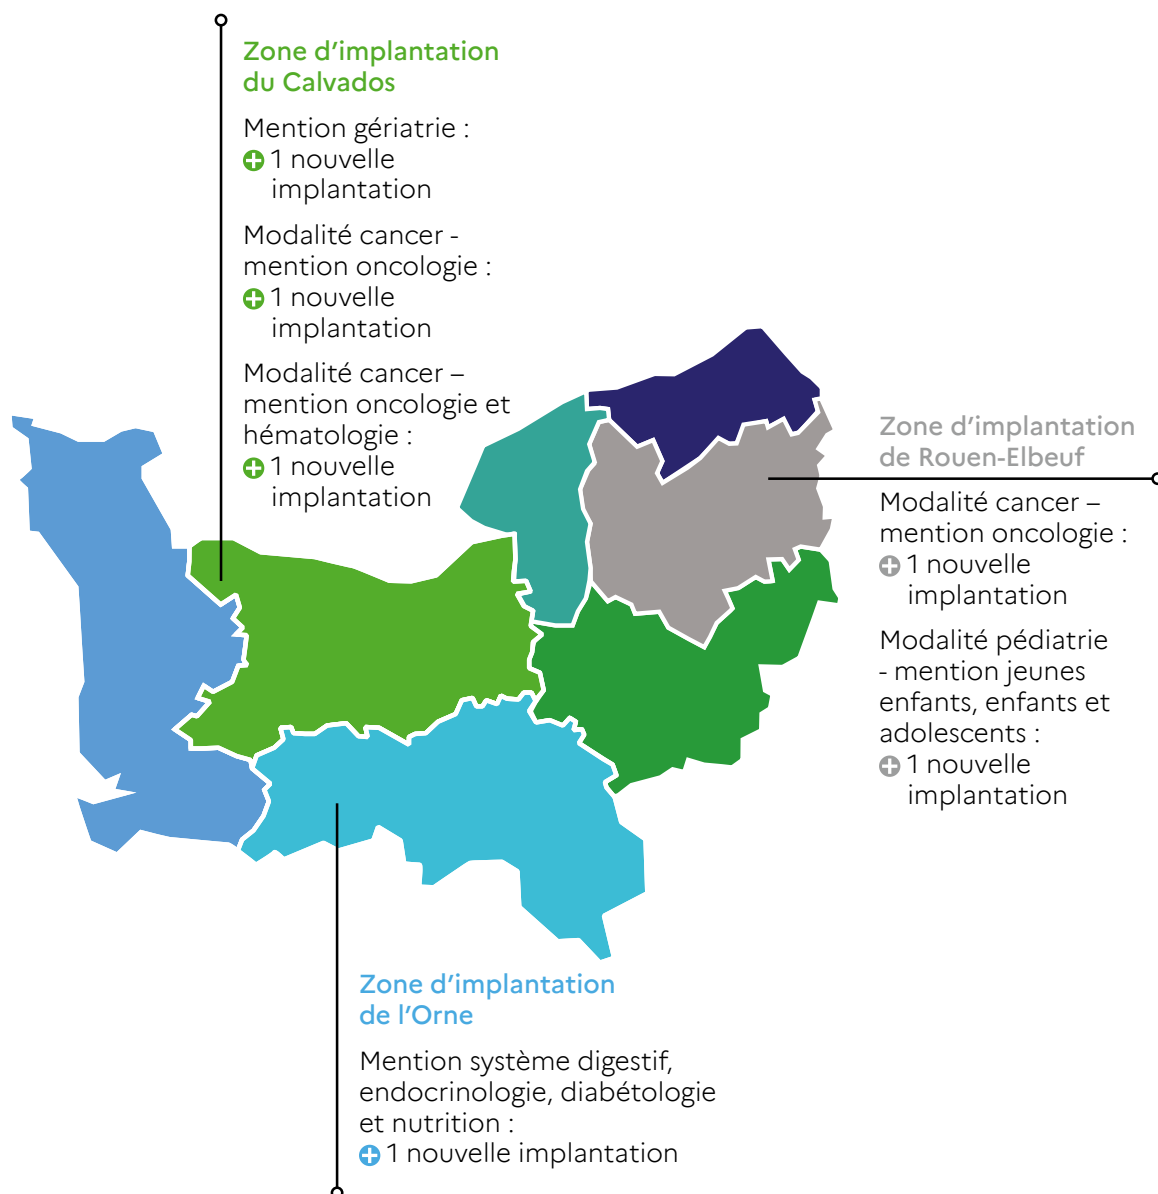 Zone d’implantation
du Calvados
Mention gériatrie :
1 nouvelle
implantation
Modalité cancer -
mention oncologie :
1 nouvelle
implantation
Modalité cancer –
mention oncologie et
hématologie :
1 nouvelle
implantation
Zone d’implantation
de Rouen-Elbeuf
Modalité cancer –
mention oncologie :
1 nouvelle
implantation
Modalité pédiatrie
- mention jeunes
enfants, enfants et
adolescents :
1 nouvelle
implantation
Zone d’implantation
de l’Orne
Mention système digestif,
endocrinologie, diabétologie
et nutrition :
1 nouvelle implantation